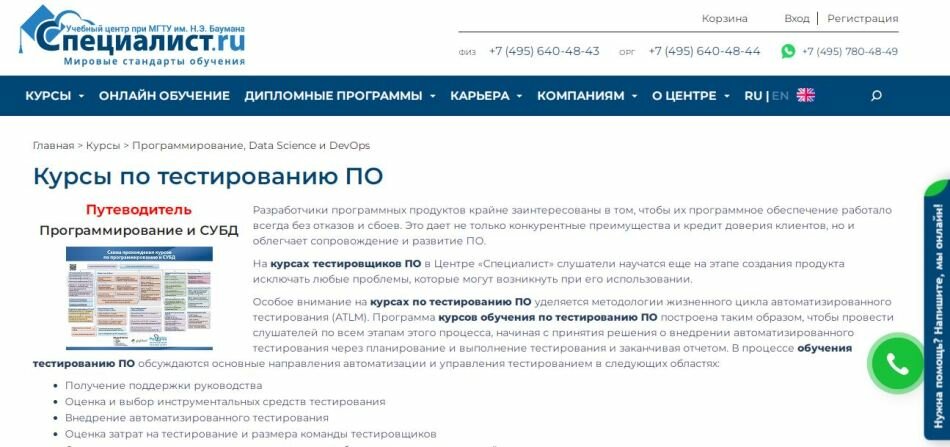 Учебный центр при МГТУ им. Н.Э. Баумана
Специалист.ru
Мировые стандарты обучения
Корзина Вход Регистрация
ФИЗ +7 (495) 640-48-43 ОРГ +7 (495) 640-48-44 +7 (495) 780-48-49
КУРСЫ ОНЛАЙН ОБУЧЕНИЕ ДИПЛОМНЫЕ ПРОГРАММЫ КАРЬЕРА КОМПАНИЯМ О ЦЕНТРЕ RU | EN
Главная > Курсы > Программирование, Data Science и DevOps
Курсы по тестированию ПО
Путеводитель
Программирование и СУБД
Схема прохождения курсов
по программированию и СУБД
Разработчики программных продуктов крайне заинтересованы в том, чтобы их программное обеспечение работало
всегда без отказов и сбоев. Это дает не только конкурентные преимущества и кредит доверия клиентов, но и
облегчает сопровождение и развитие ПО.
На курсах тестировщиков ПО в Центре «Специалист» слушатели научатся еще на этапе создания продукта
исключать любые проблемы, которые могут возникнуть при его использовании.
Особое внимание на курсах по тестированию ПО уделяется методологии жизненного цикла автоматизированного
тестирования (ATLM). Программа курсов обучения по тестированию ПО построена таким образом, чтобы провести
слушателей по всем этапам этого процесса, начиная с принятия решения о внедрении автоматизированного
тестирования через планирование и выполнение тестирования и заканчивая отчетом. В процессе обучения
тестированию ПО обсуждаются основные направления автоматизации и управления тестированием в следующих областях:
Получение поддержки руководства
Оценка и выбор инструментальных средств тестирования
Внедрение автоматизированного тестирования
Оценка затрат на тестирование и размера команды тестировщиков
Нужна помощь? Напишите, мы онлайн!